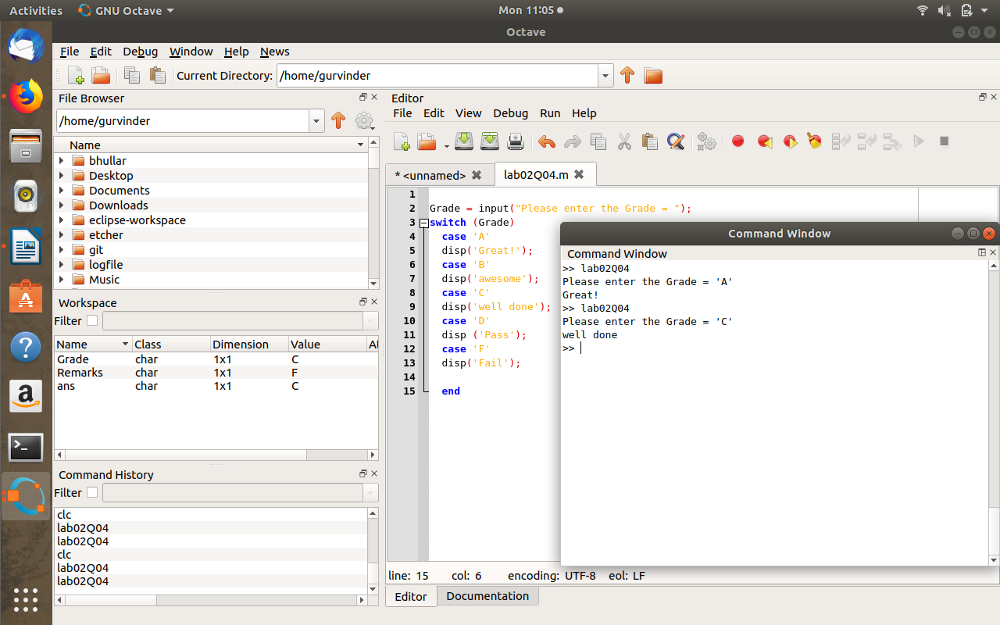 Activities GNU Octave Mon 11:05
Octave
File Edit Debug Window Help News
Current Directory: /home/gurvinder
File Browser
/home/gurvinder
Name
bhullar
Desktop
Documents
Downloads
eclipse-workspace
etcher
git
logfile
Music
Workspace
Filter
Name Class Dimension Value Al
Grade char 1x1 C
Remarks char 1x1 F
ans char 1x1 C
Command History
Filter
clc
lab02Q04
lab02Q04
clc
lab02Q04
lab02Q04
Editor
File Edit View Debug Run Help
* <unnamed> lab02Q04.m
1
2 Grade = input("Please enter the Grade = ");
3 switch (Grade)
4 case 'A'
5 disp('Great!');
6 case 'B'
7 disp('awesome');
8 case 'C'
9 disp('well done');
10 case 'D'
11 disp ('Pass');
12 case 'F'
13 disp('Fail');
14
15 end
line: 15 col: 6 encoding: UTF-8 eol: LF
Editor Documentation
Command Window
Command Window
>> lab02Q04
Please enter the Grade = 'A'
Great!
>> lab02Q04
Please enter the Grade = 'C'
well done
>>